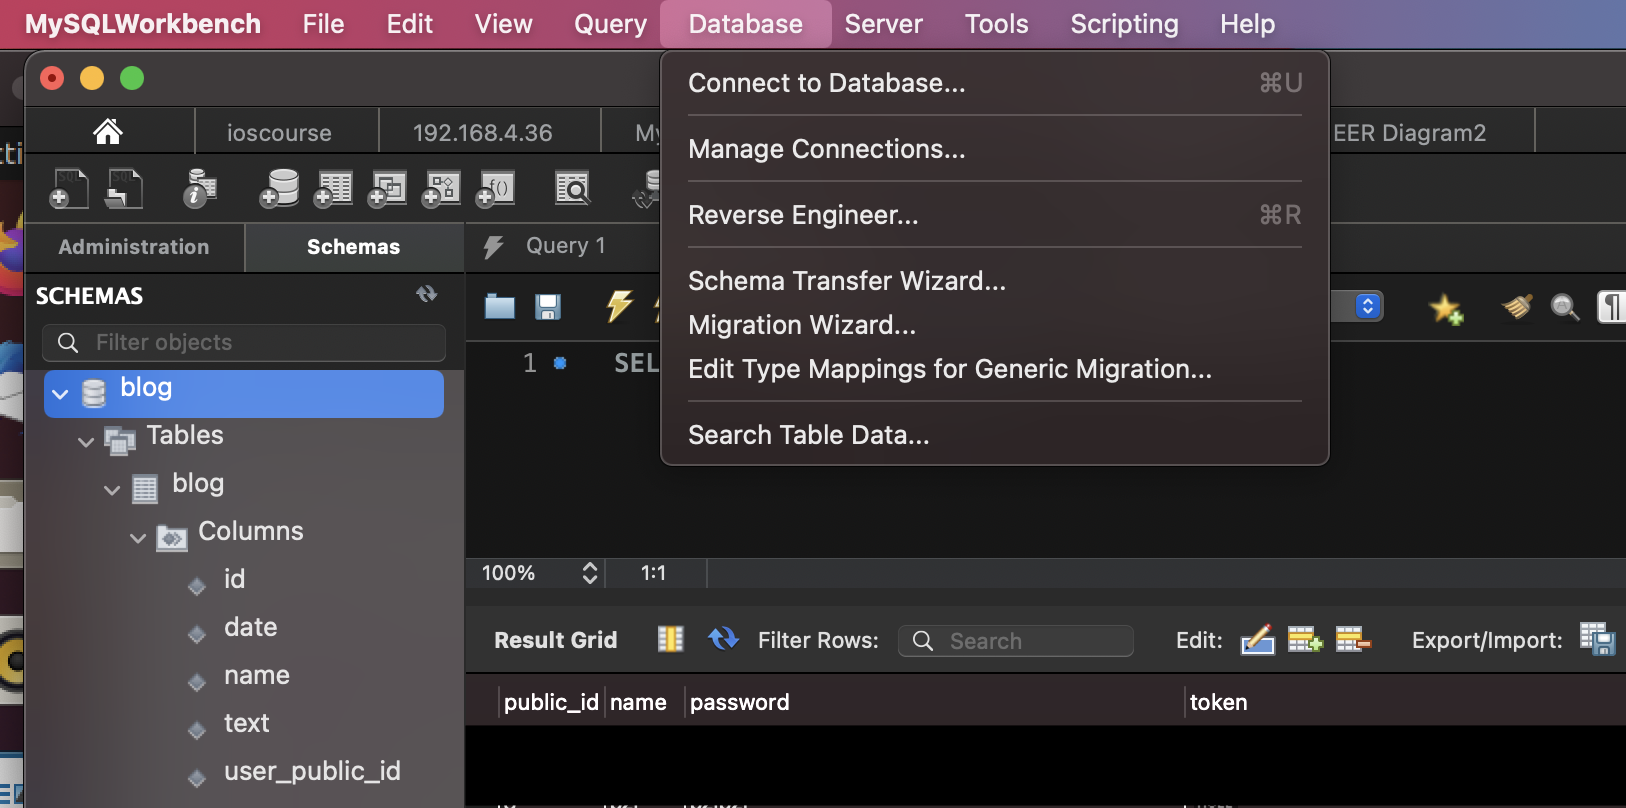 MySQLWorkbench File Edit View Query Database Server Tools Scripting Help
Connect to Database... ⌘U
ioscourse 192.168.4.36 My EER Diagram2
Manage Connections...
Reverse Engineer... ⌘R
Administration Schemas Query 1
Schema Transfer Wizard...
SCHEMAS
Migration Wizard...
Filter objects
1 SEL
Edit Type Mappings for Generic Migration...
blog
Search Table Data...
Tables
blog
Columns
id
100% 1:1
date
Result Grid Filter Rows: Search Edit: Export/Import:
name
public_id name password token
text
user_public_id